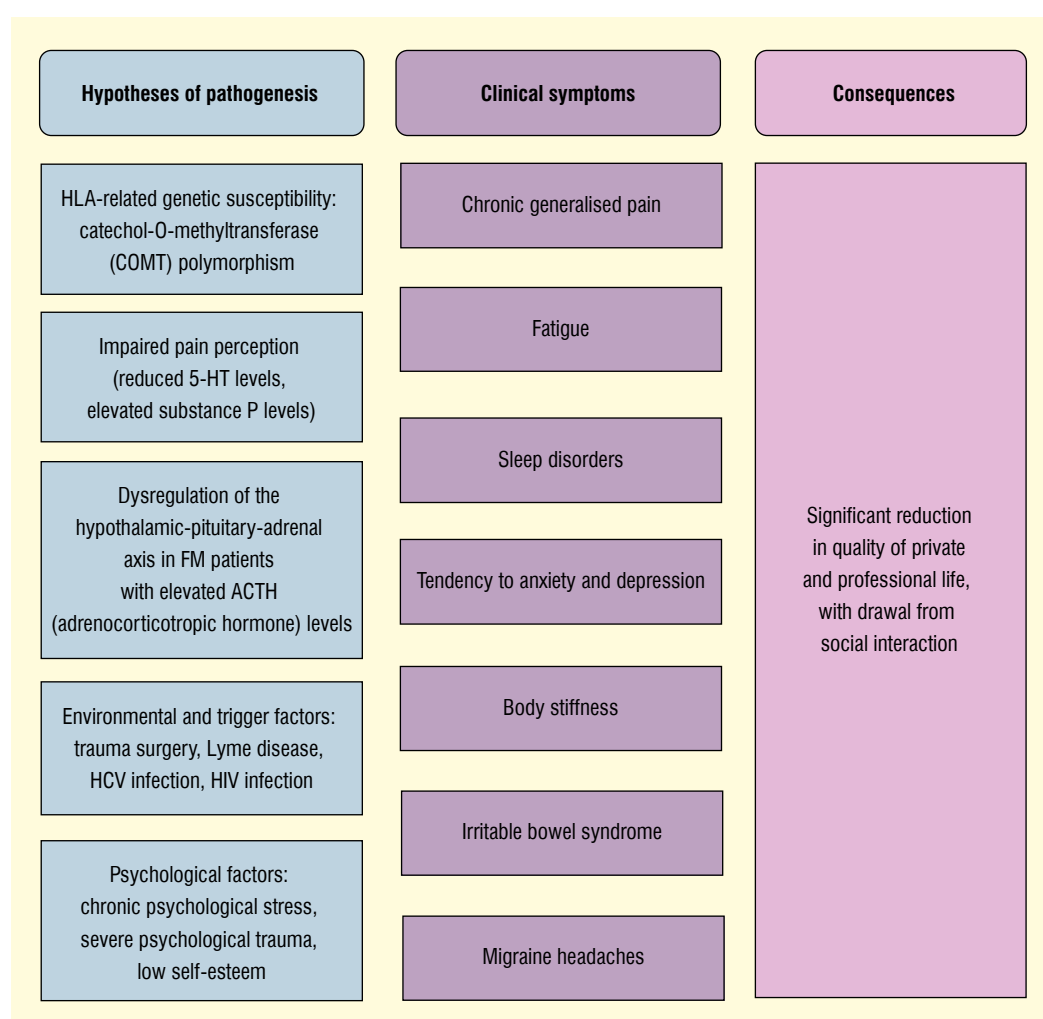 Hypotheses of pathogenesis
Clinical symptoms
Consequences
HLA-related genetic susceptibility:
catechol-O-methyltransferase
(COMT) polymorphism
Impaired pain perception
(reduced 5-HT levels,
elevated substance P levels)
Dysregulation of the
hypothalamic-pituitary-adrenal
axis in FM patients
with elevated ACTH
(adrenocorticotropic hormone) levels
Environmental and trigger factors:
trauma surgery, Lyme disease,
HCV infection, HIV infection
Psychological factors:
chronic psychological stress,
severe psychological trauma,
low self-esteem
Chronic generalised pain
Fatigue
Sleep disorders
Tendency to anxiety and depression
Body stiffness
Irritable bowel syndrome
Migraine headaches
Significant reduction
in quality of private
and professional life,
with drawal from
social interaction